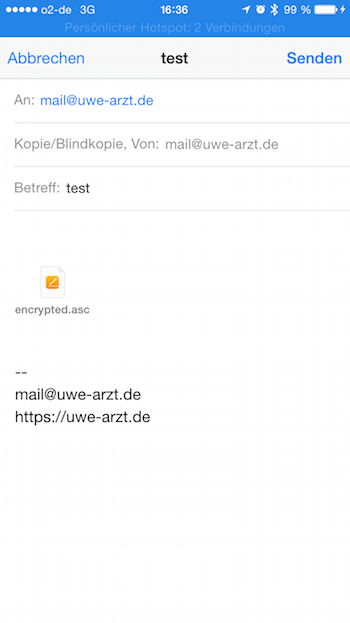 o2-de 3G 16:36 99 %
Persönlicher Hotspot: 2 Verbindungen
Abbrechen test Senden
An: mail@uwe-arzt.de
Kopie/Blindkopie, Von: mail@uwe-arzt.de
Betreff: test
encrypted.asc
--
mail@uwe-arzt.de
https://uwe-arzt.de